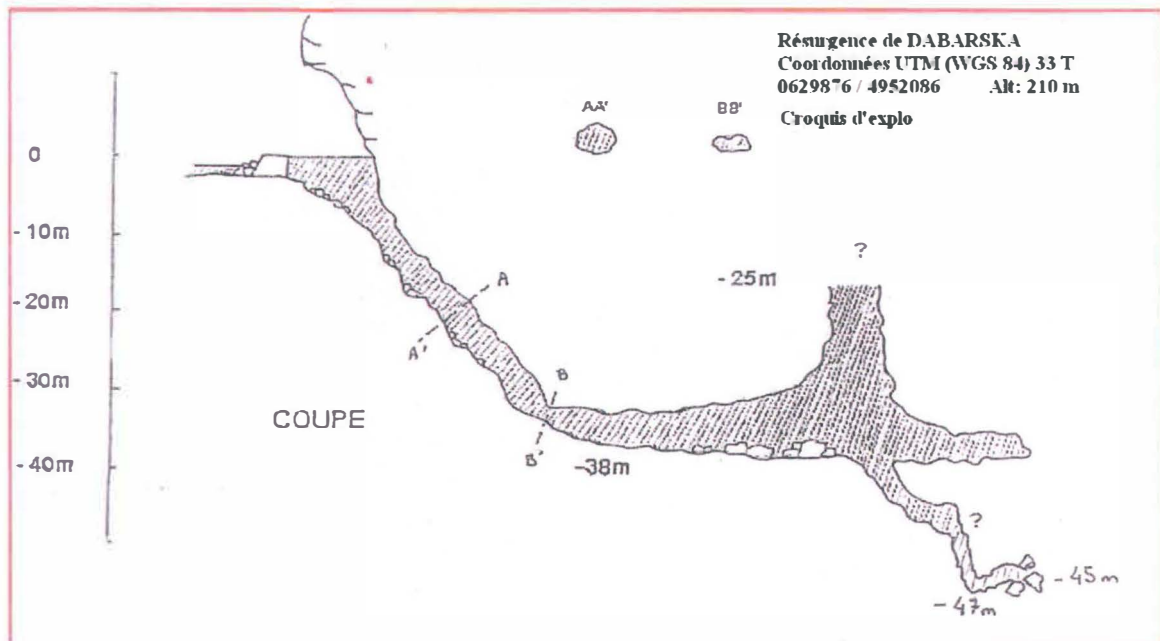 Résurgence de DABARSKA
Coordonnées UTM (WGS 84) 33 T
0629876 / 4952086 Alt: 210 m
Croquis d'explo
AA'
BB'
0
-10m
-20m
-30m
-40m
A
A'
B
B'
-25m
?
COUPE
-38m
?
-45m
-47m